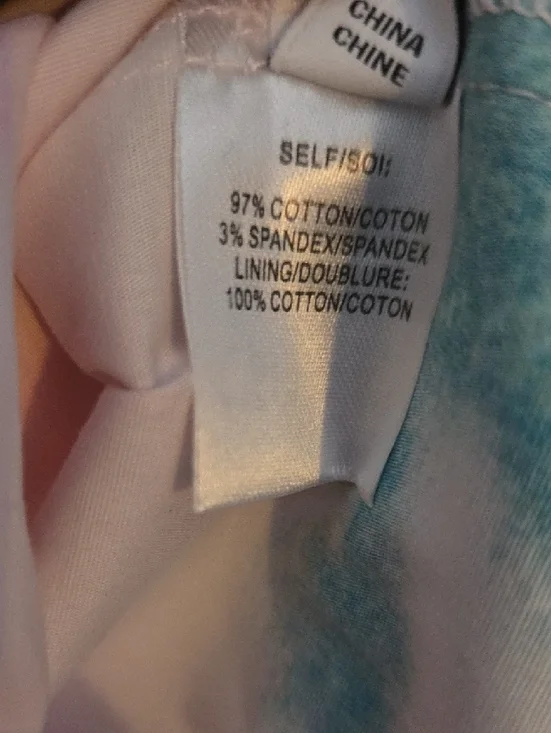 CHINA
CHINE
SELF/SOI:
97% COTTON/COTON
3% SPANDEX/SPANDEX
LINING/DOUBLURE:
100% COTTON/COTON